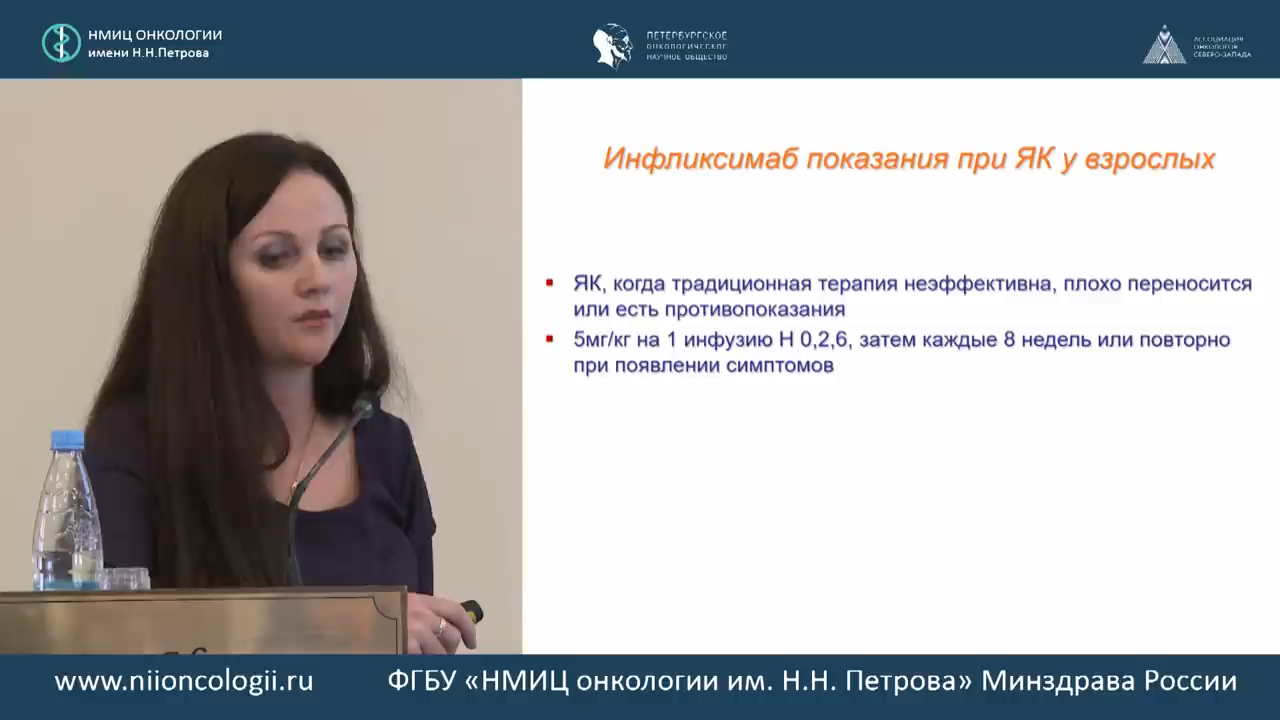 НМИЦ ОНКОЛОГИИ
имени Н.Н.Петрова
ПЕТЕРБУРГСКОЕ
ОНКОЛОГИЧЕСКОЕ
НАУЧНОЕ ОБЩЕСТВО
АССОЦИАЦИЯ
ОНКОЛОГОВ
СЕВЕРО-ЗАПАДА
Инфликсимаб показания при ЯК у взрослых
ЯК, когда традиционная терапия неэффективна, плохо переносится
или есть противопоказания
5мг/кг на 1 инфузию Н 0,2,6, затем каждые 8 недель или повторно
при появлении симптомов
www.niioncologii.ru
ФГБУ «НМИЦ онкологии им. Н.Н. Петрова» Минздрава России